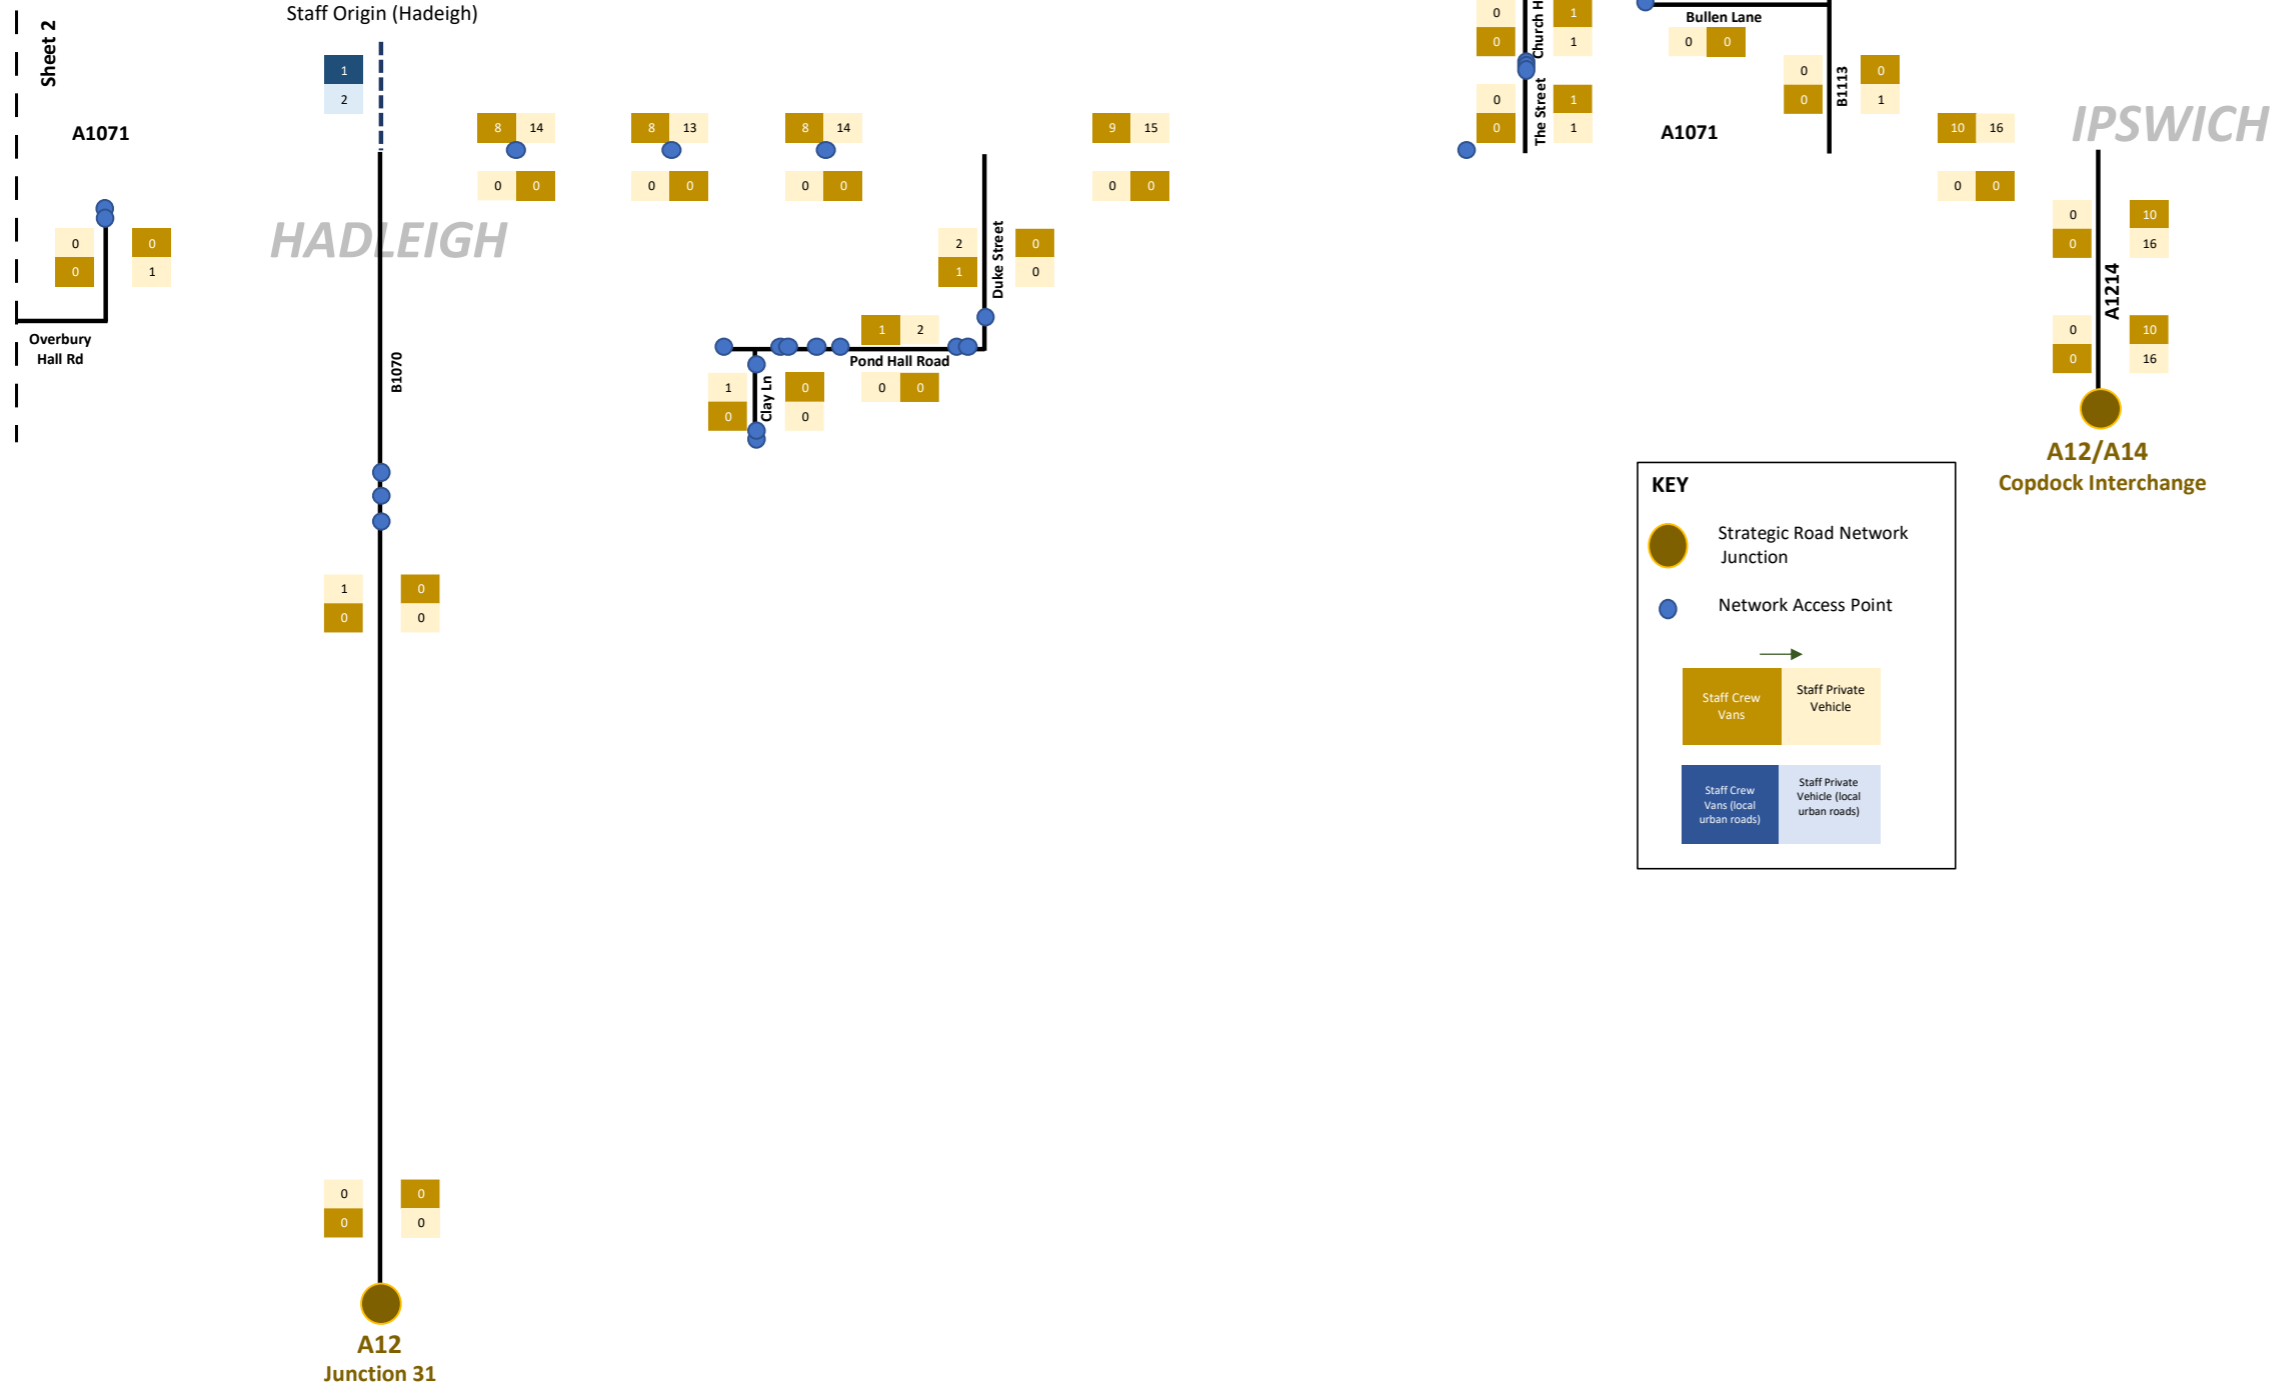 Staff Origin (Hadeigh)
Sheet 2
1
2
A1071
0
0
0
1
Overbury
Hall Rd
HADLEIGH
8 14
0 0
8 13
0 0
8 14
0 0
9 15
0 0
B1070
1
0
0
0
0
0
0
0
A12
Junction 31
2
1
Duke Street
0
0
1 2
Pond Hall Road
0 0
1
0
Clay Ln
0
0
0
0
Church H
1
1
0
0
The Street
1
1
Bullen Lane
0 0
A1071
0
0
B1113
0
1
10 16
0 0
IPSWICH
0
0
10
16
A1214
0
0
10
16
A12/A14
Copdock Interchange
KEY
Strategic Road Network
Junction
Network Access Point
Staff Crew
Vans
Staff Private
Vehicle
Staff Crew
Vans (local
urban roads)
Staff Private
Vehicle (local
urban roads)